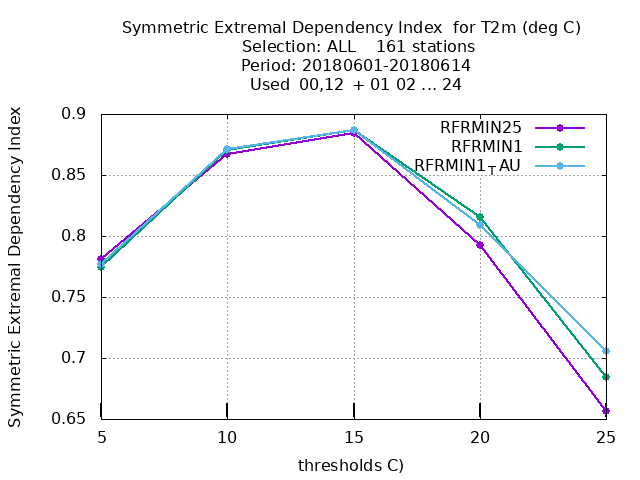 Symmetric Extremal Dependency Index  for T2m (deg C)
Selection: ALL    161 stations
Period: 20180601-20180614
Used  00,12  + 01 02 ... 24
Symmetric Extremal Dependency Index
0.9
0.85
0.8
0.75
0.7
0.65
RFRMIN25
RFRMIN1
RFRMIN1TAU
5 10 15 20 25
thresholds C)